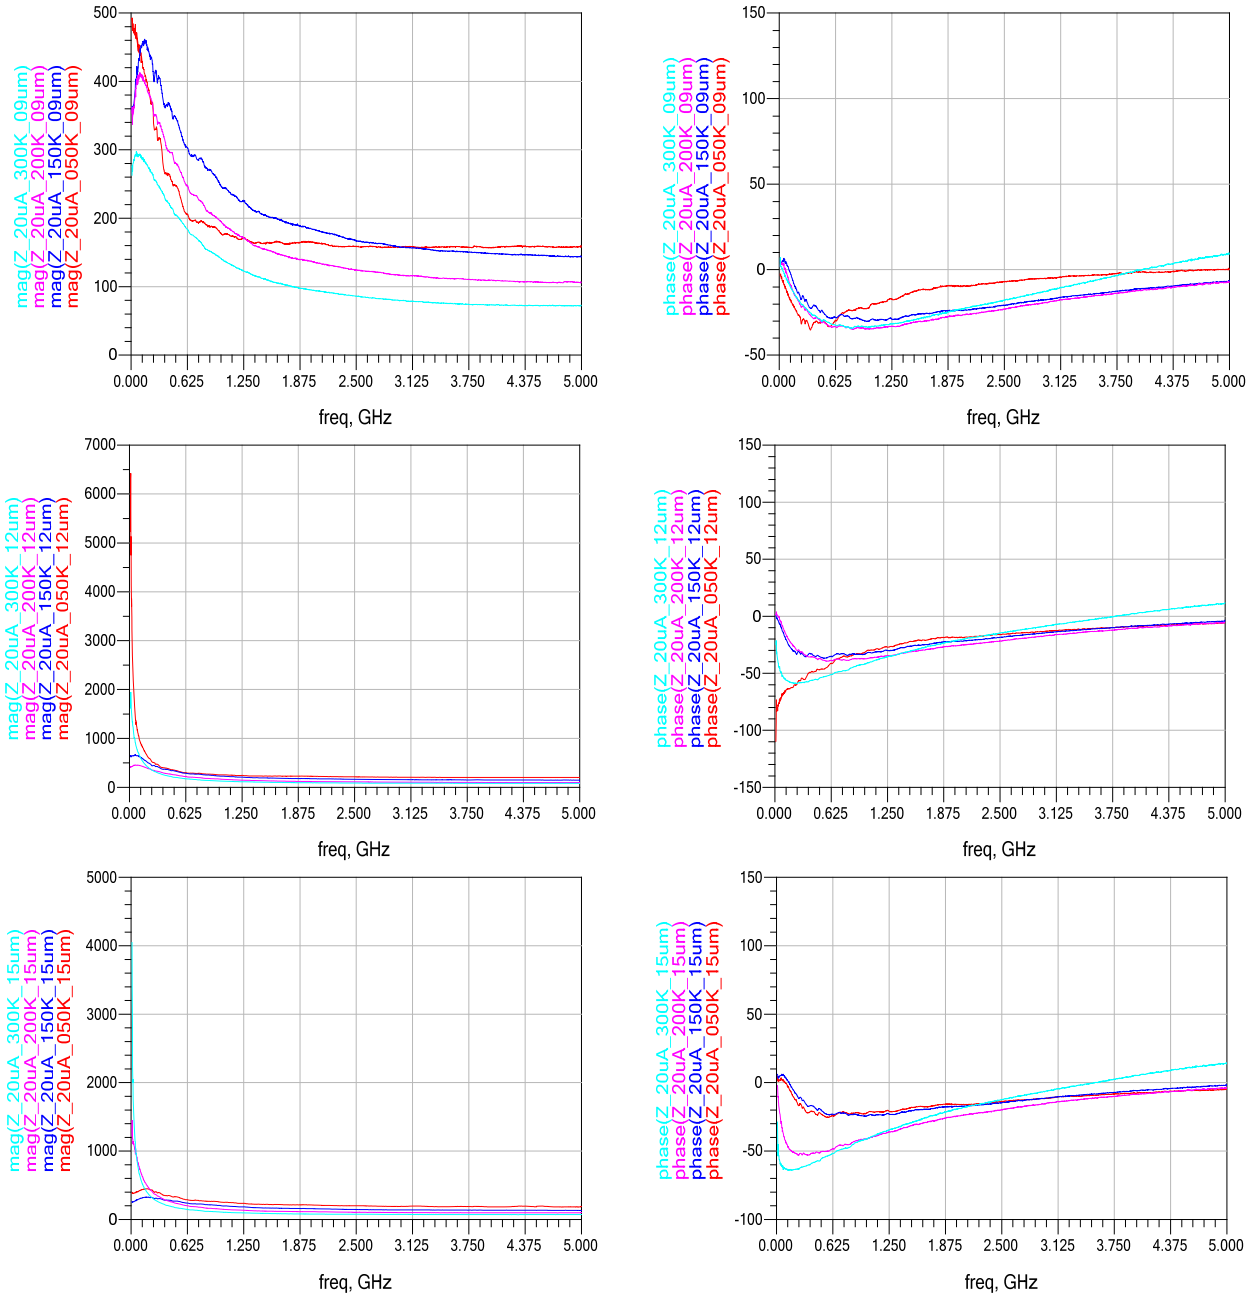 mag(Z_20uA_300K_09um)
mag(Z_20uA_200K_09um)
mag(Z_20uA_150K_09um)
mag(Z_20uA_050K_09um)
500
400
300
200
100
0
0.000 0.625 1.250 1.875 2.500 3.125 3.750 4.375 5.000
freq, GHz
phase(Z_20uA_300K_09um)
phase(Z_20uA_200K_09um)
phase(Z_20uA_150K_09um)
phase(Z_20uA_050K_09um)
150
100
50
0
-50
0.000 0.625 1.250 1.875 2.500 3.125 3.750 4.375 5.000
freq, GHz
mag(Z_20uA_300K_12um)
mag(Z_20uA_200K_12um)
mag(Z_20uA_150K_12um)
mag(Z_20uA_050K_12um)
7000
6000
5000
4000
3000
2000
1000
0
0.000 0.625 1.250 1.875 2.500 3.125 3.750 4.375 5.000
freq, GHz
phase(Z_20uA_300K_12um)
phase(Z_20uA_200K_12um)
phase(Z_20uA_150K_12um)
phase(Z_20uA_050K_12um)
150
100
50
0
-50
-100
-150
0.000 0.625 1.250 1.875 2.500 3.125 3.750 4.375 5.000
freq, GHz
mag(Z_20uA_300K_15um)
mag(Z_20uA_200K_15um)
mag(Z_20uA_150K_15um)
mag(Z_20uA_050K_15um)
5000
4000
3000
2000
1000
0
0.000 0.625 1.250 1.875 2.500 3.125 3.750 4.375 5.000
freq, GHz
phase(Z_20uA_300K_15um)
phase(Z_20uA_200K_15um)
phase(Z_20uA_150K_15um)
phase(Z_20uA_050K_15um)
150
100
50
0
-50
-100
0.000 0.625 1.250 1.875 2.500 3.125 3.750 4.375 5.000
freq, GHz